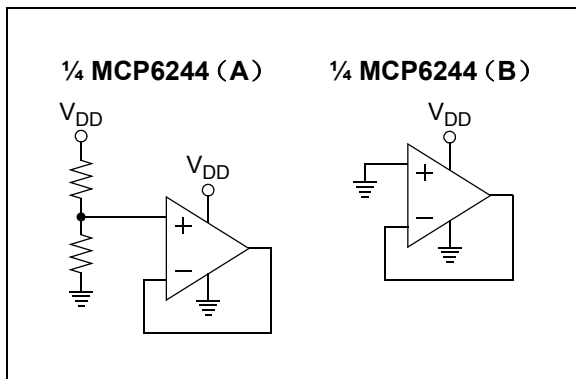 ¼ MCP6244（A）
¼ MCP6244（B）
VDD
VDD
VDD
+
−
+
−